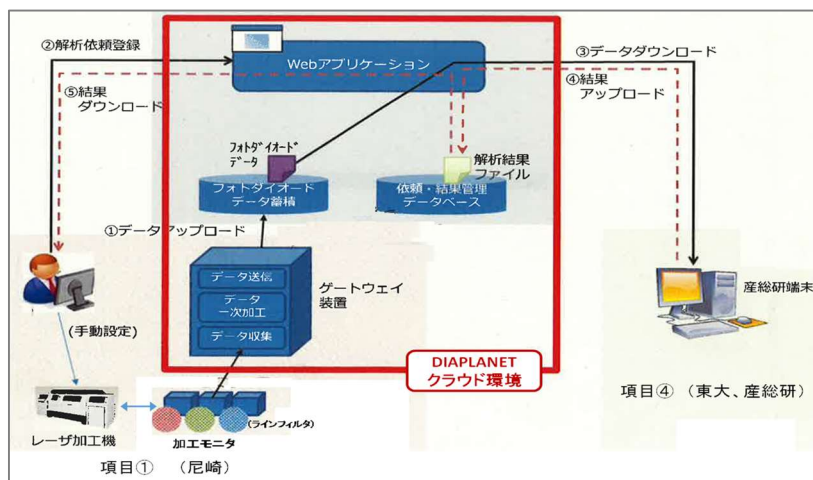 ②解析依頼登録
Webアプリケーション
③データダウンロード
⑤結果
ダウンロード
④結果
アップロード
フォトダイオード
データ
解析結果
ファイル
フォトダイオード
データ蓄積
依頼・結果管理
データベース
①データアップロード
データ送信
データ
一次加工
データ収集
ゲートウェイ
装置
産総研端末
(手動設定)
DIAPLANET
クラウド環境
項目④ (東大、産総研)
レーザ加工機
(ラインフィルタ)
加工モニタ
項目① (尼崎)